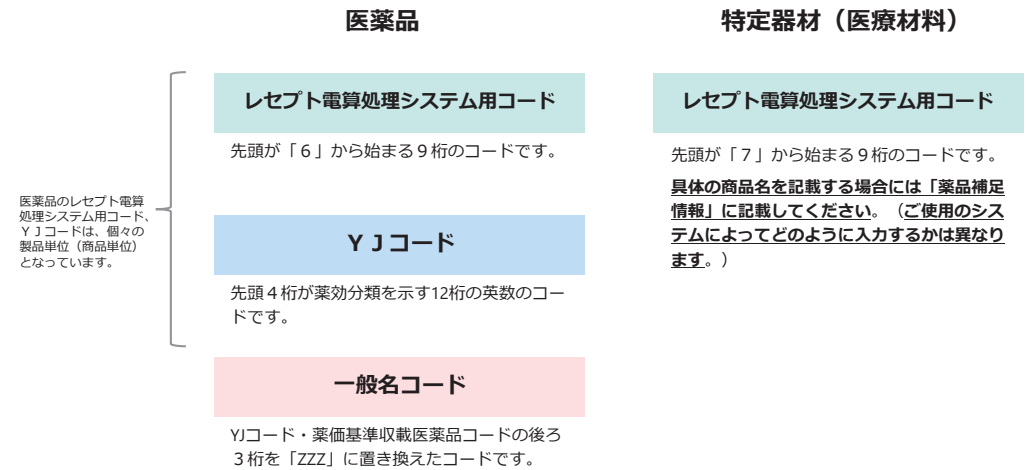 医薬品
特定器材（医療材料）
医薬品のレセプト電算
処理システム用コード、
ＹＪコードは、個々の
製品単位（商品単位）
となっています。
レセプト電算処理システム用コード
先頭が「６」から始まる９桁のコードです。
ＹＪコード
先頭４桁が薬効分類を示す12桁の英数のコー
ドです。
一般名コード
YJコード・薬価基準収載医薬品コードの後ろ
３桁を「ZZZ」に置き換えたコードです。
レセプト電算処理システム用コード
先頭が「７」から始まる９桁のコードです。
具体の商品名を記載する場合には「薬品補足
情報」に記載してください。（ご使用のシス
テムによってどのように入力するかは異なり
ます。）